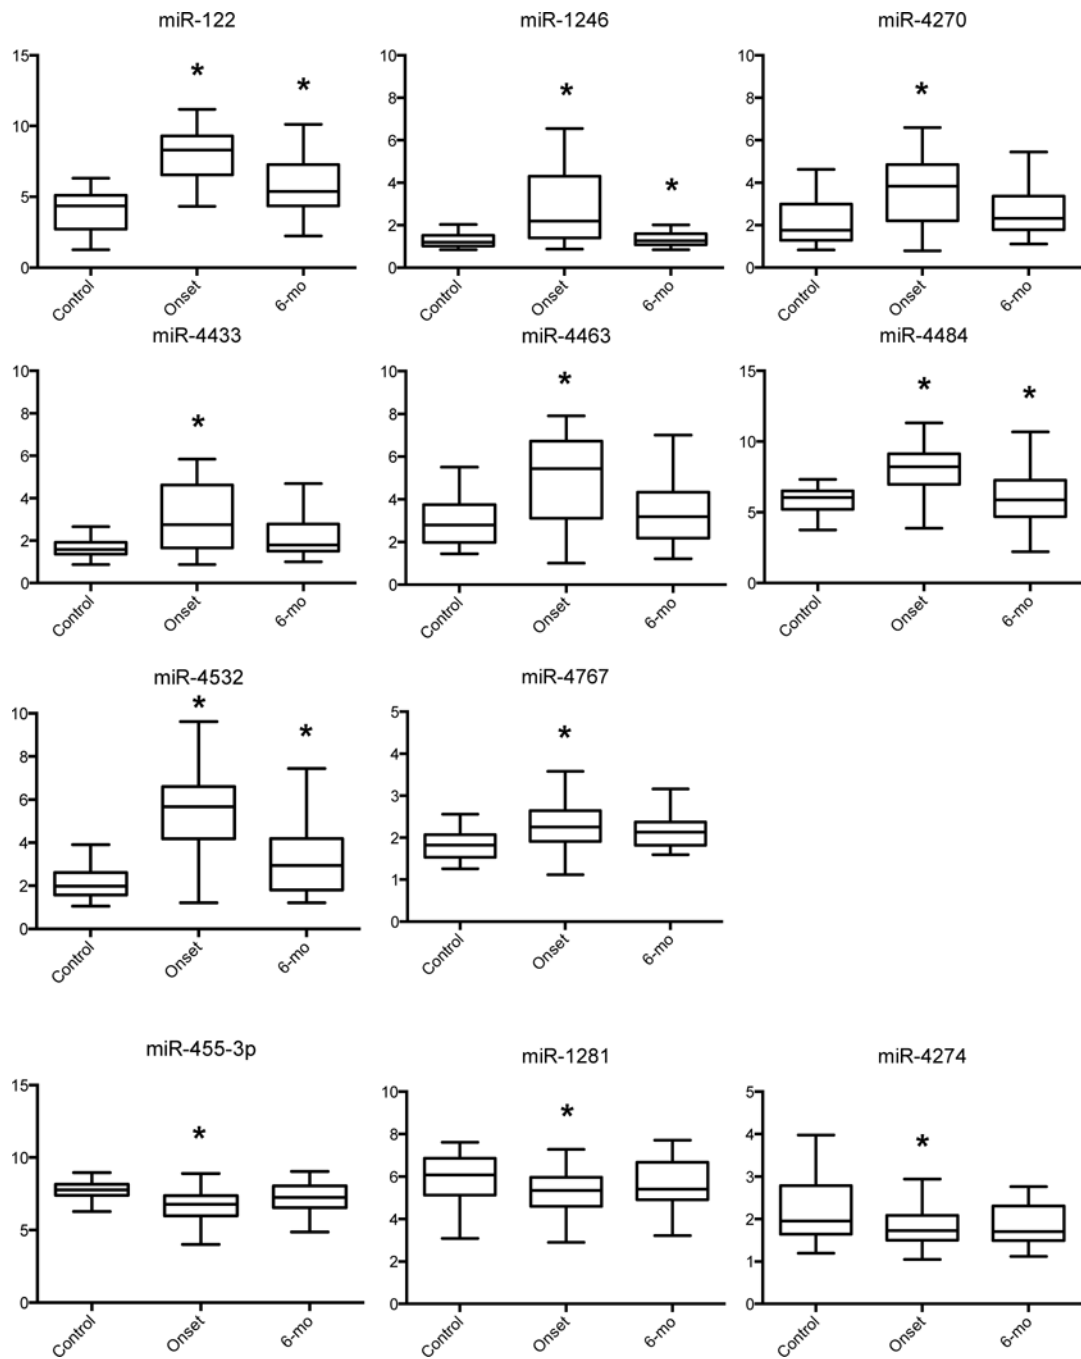 miR-122
miR-1246
miR-4270
15
10
5
0
*
*
Control
Onset
6-mo
10
8
6
4
2
0
*
*
Control
Onset
6-mo
10
8
6
4
2
0
*
Control
Onset
6-mo
miR-4433
miR-4463
miR-4484
10
8
6
4
2
0
*
Control
Onset
6-mo
10
8
6
4
2
0
*
Control
Onset
6-mo
15
10
5
0
*
*
Control
Onset
6-mo
miR-4532
miR-4767
10
8
6
4
2
0
*
*
Control
Onset
6-mo
5
4
3
2
1
0
*
Control
Onset
6-mo
miR-455-3p
miR-1281
miR-4274
15
10
5
0
*
Control
Onset
6-mo
10
8
6
4
2
0
*
Control
Onset
6-mo
5
4
3
2
1
0
*
Control
Onset
6-mo